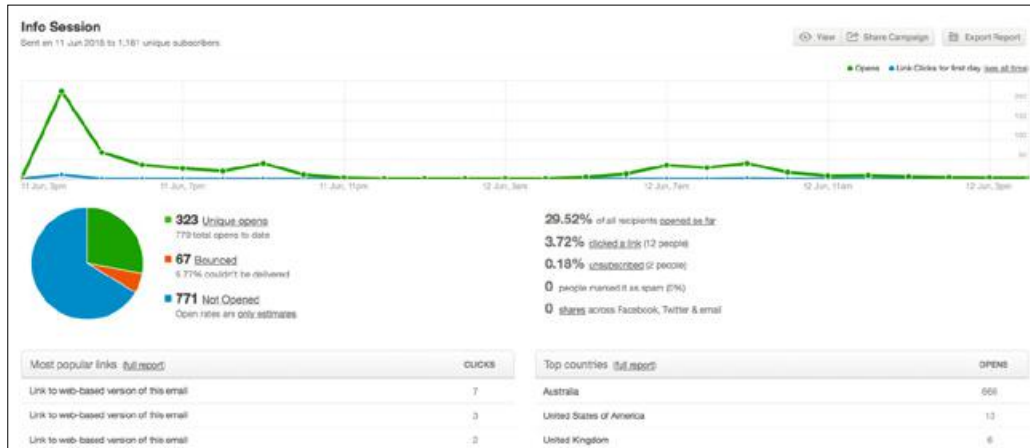 Info Session
Sent on 11 Jun 2015 to 1,161 unique subscribers
View Share Campaign Export Report
Opens Link Clicks for first day (see all time)
150
100
50
11 Jun, 3pm 11 Jun, 7pm 11 Jun, 11pm 12 Jun, 3am 12 Jun, 7am 12 Jun, 11am 12 Jun, 3pm
323 Unique opens
779 total opens to date
67 Bounced
5.77% couldn't be delivered
771 Not Opened
Open rates are only estimates
29.52% of all recipients opened so far
3.72% clicked a link (12 people)
0.18% unsubscribed (2 people)
0 people marked it as spam (0%)
0 shares across Facebook, Twitter & email
Most popular links (full report) CLICKS
Link to web-based version of this email 7
Link to web-based version of this email 3
Link to web-based version of this email 2
Top countries (full report) OPENS
Australia
United States of America
United Kingdom 6